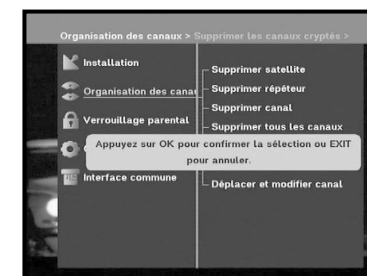 Organisation des canaux > Supprimer les canaux cryptés >
Installation
Organisation des canau
Verrouillage parental
Interface commune
Supprimer satellite
Supprimer répéteur
Supprimer canal
Supprimer tous les canaux
Appuyez sur OK pour confirmer la sélection ou EXIT
pour annuler.
Déplacer et modifier canal